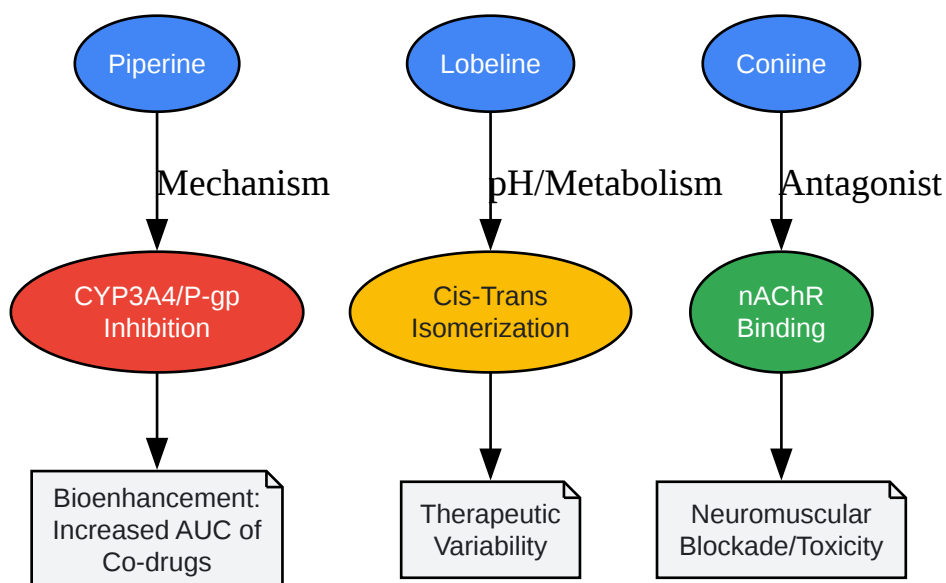 Piperine
Lobeline
Coniine
Mechanism
pH/Metabolism
Antagonist
CYP3A4/P-gp
Inhibition
Cis-Trans
Isomerization
nAChR
Binding
Bioenhancement:
Increased AUC of
Co-drugs
Therapeutic
Variability
Neuromuscular
Blockade/Toxicity